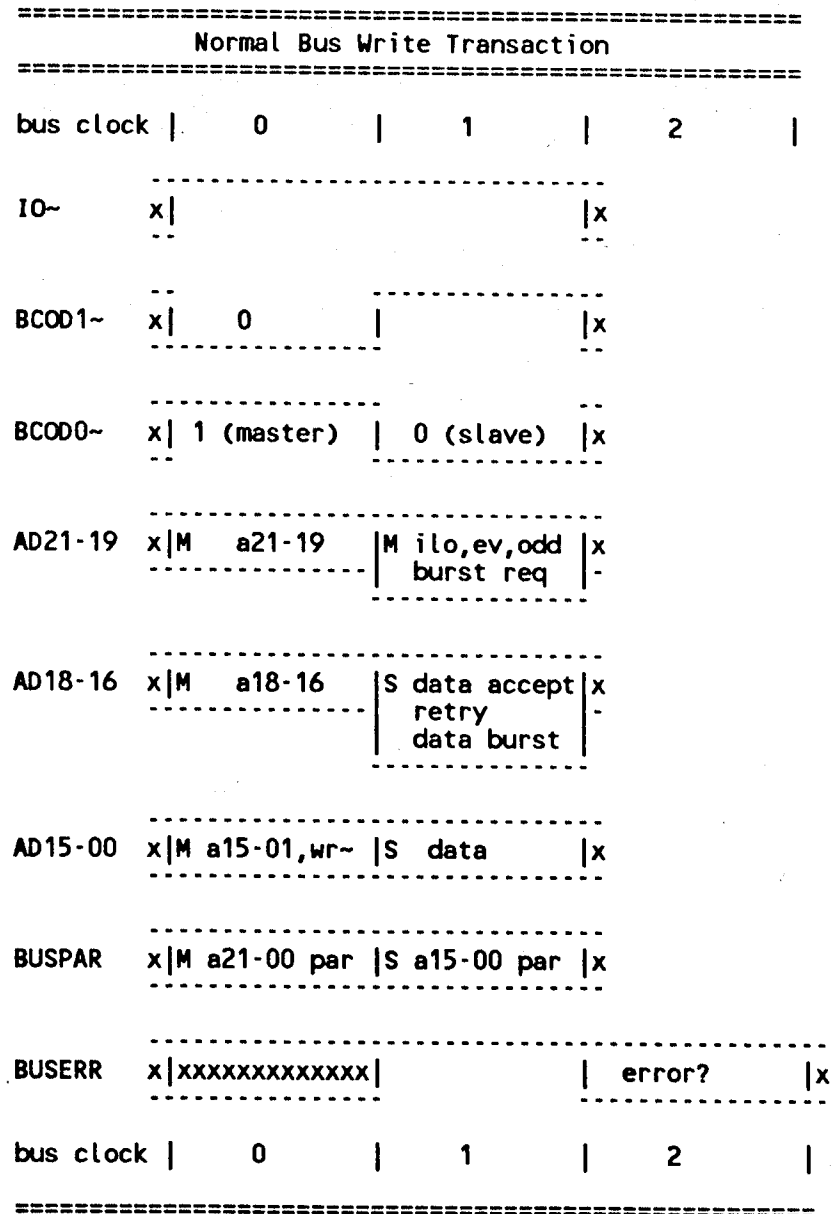 Normal Bus Write Transaction
bus clock | 0 | 1 | 2 |
IO~ x| |x
BCOD1~ x| 0 | |x
BCOD0~ x| 1 (master) | 0 (slave) |x
AD21-19 x|M a21-19 |M ilo,ev,odd |x
burst req
AD18-16 x|M a18-16 |S data accept|x
retry
data burst
AD15-00 x|M a15-01,wr~ |S data |x
BUSPAR x|M a21-00 par |S a15-00 par |x
BUSERR x|xxxxxxxxxxxxx| | error? |x
bus clock | 0 | 1 | 2 |